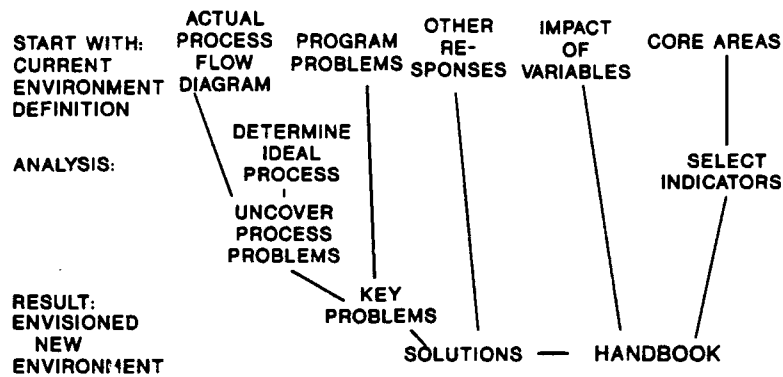 START WITH:
CURRENT
ENVIRONMENT
DEFINITION
ACTUAL
PROCESS
FLOW
DIAGRAM
PROGRAM
PROBLEMS
OTHER
RE-
SPONSES
IMPACT
OF
VARIABLES
CORE AREAS
ANALYSIS:
DETERMINE
IDEAL
PROCESS
UNCOVER
PROCESS
PROBLEMS
SELECT
INDICATORS
RESULT:
ENVISIONED
NEW
ENVIRONMENT
KEY
PROBLEMS
SOLUTIONS
HANDBOOK